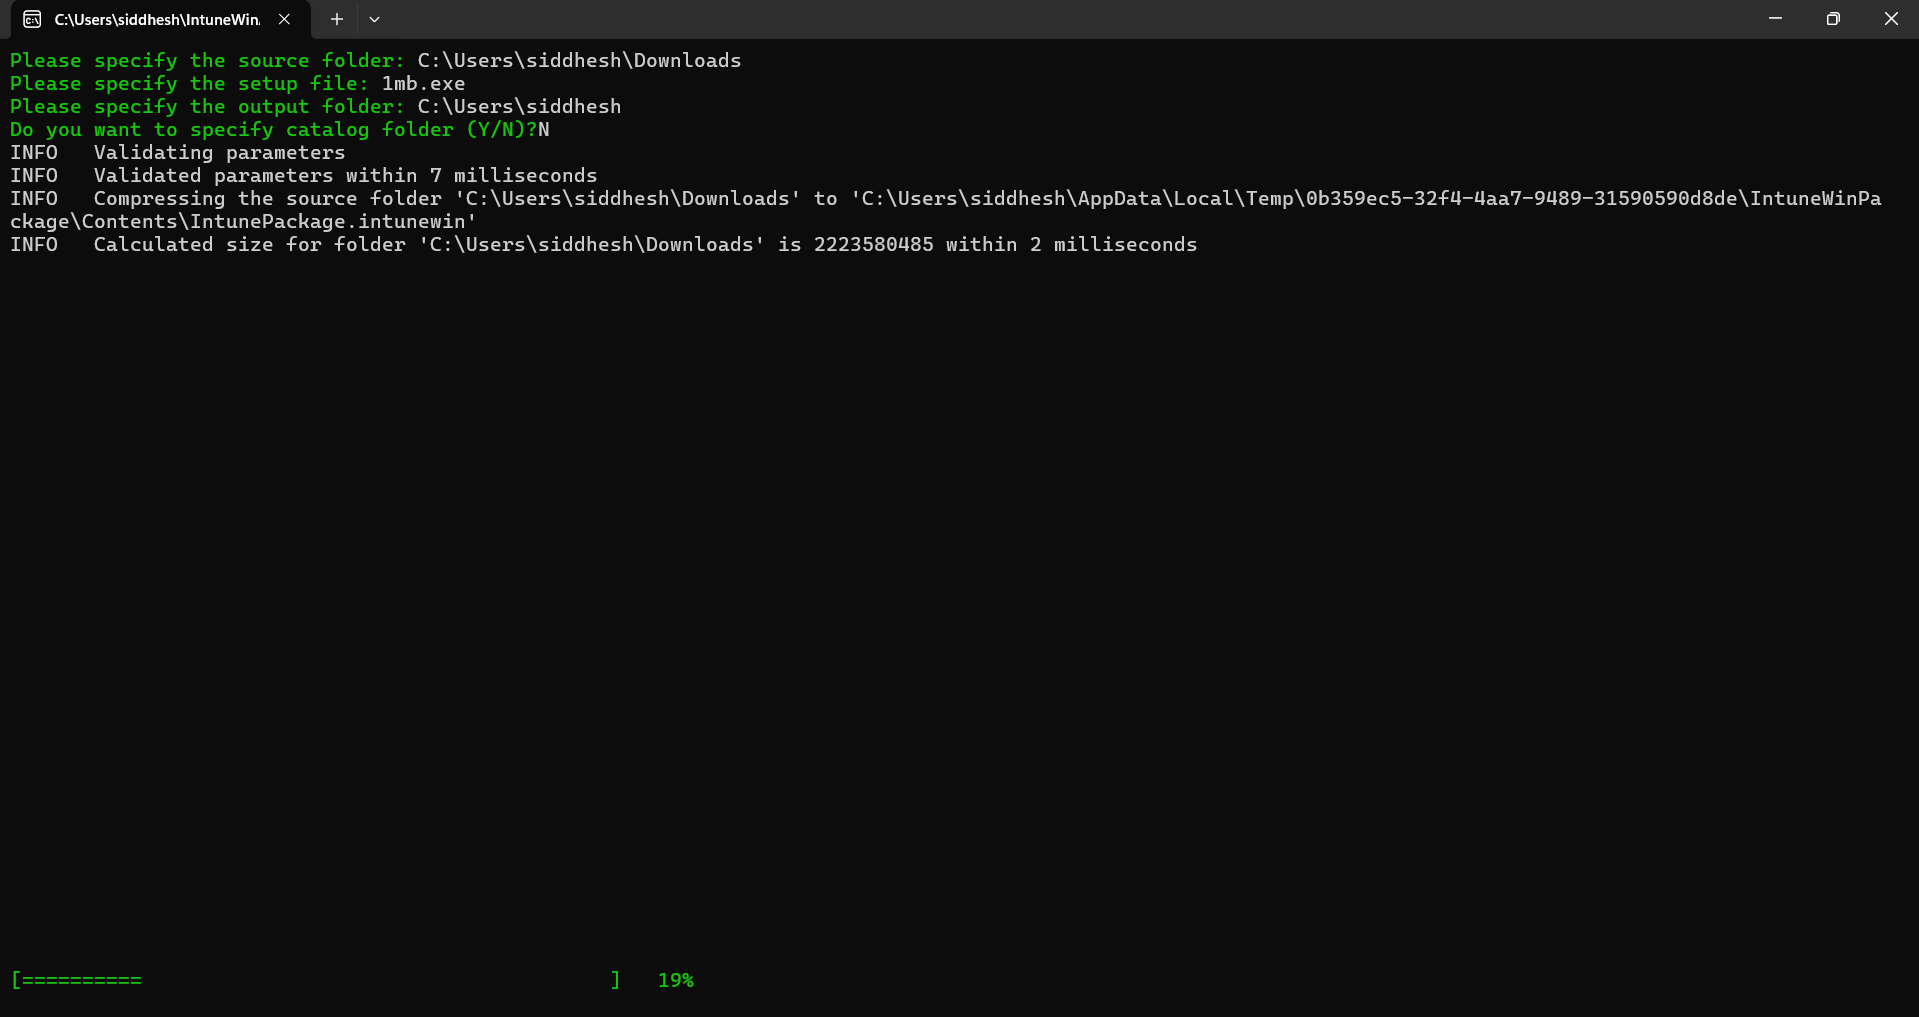 C:\Users\siddhesh\IntuneWin
Please specify the source folder: C:\Users\siddhesh\Downloads
Please specify the setup file: 1mb.exe
Please specify the output folder: C:\Users\siddhesh
Do you want to specify catalog folder (Y/N)?N
INFO   Validating parameters
INFO   Validated parameters within 7 milliseconds
INFO   Compressing the source folder 'C:\Users\siddhesh\Downloads' to 'C:\Users\siddhesh\AppData\Local\Temp\0b359ec5-32f4-4aa7-9489-31590590d8de\IntuneWinPa
ckage\Contents\IntunePackage.intunewin'
INFO   Calculated size for folder 'C:\Users\siddhesh\Downloads' is 2223580485 within 2 milliseconds
[==========                                       ]   19%